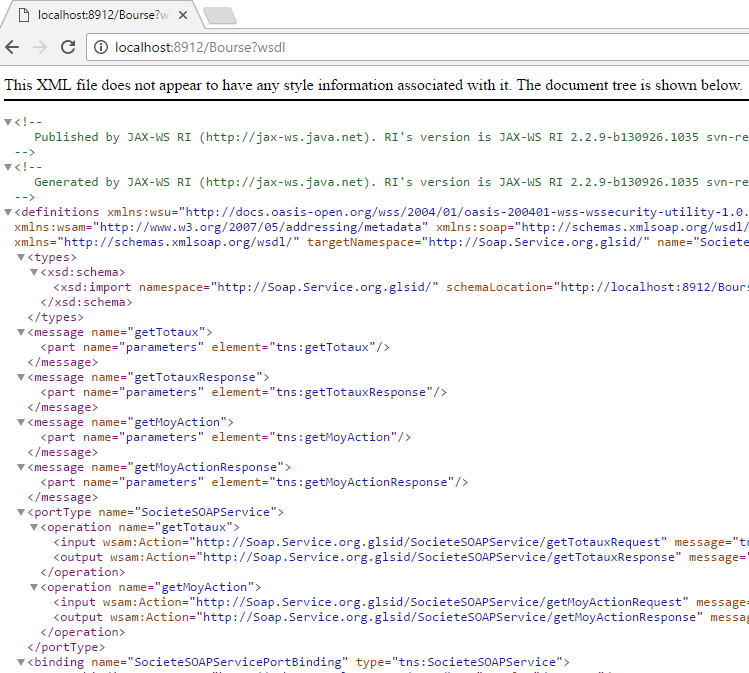 localhost:8912/Bourse?w
localhost:8912/Bourse?wsdl
This XML file does not appear to have any style information associated with it. The document tree is shown below.
▼<!--
Published by JAX-WS RI (http://jax-ws.java.net). RI's version is JAX-WS RI 2.2.9-b130926.1035 svn-re
-->
▼<!--
Generated by JAX-WS RI (http://jax-ws.java.net). RI's version is JAX-WS RI 2.2.9-b130926.1035 svn-re
-->
▼<definitions xmlns:wsu="http://docs.oasis-open.org/wss/2004/01/oasis-200401-wss-wssecurity-utility-1.0.
xmlns:wsam="http://www.w3.org/2007/05/addressing/metadata" xmlns:soap="http://schemas.xmlsoap.org/wsdl/
xmlns="http://schemas.xmlsoap.org/wsdl/" targetNamespace="http://Soap.Service.org.glsid/" name="Societe
▼<types>
▼<xsd:schema>
<xsd:import namespace="http://Soap.Service.org.glsid/" schemaLocation="http://localhost:8912/Bours
</xsd:schema>
</types>
▼<message name="getTotaux">
<part name="parameters" element="tns:getTotaux"/>
</message>
▼<message name="getTotauxResponse">
<part name="parameters" element="tns:getTotauxResponse"/>
</message>
▼<message name="getMoyAction">
<part name="parameters" element="tns:getMoyAction"/>
</message>
▼<message name="getMoyActionResponse">
<part name="parameters" element="tns:getMoyActionResponse"/>
</message>
▼<portType name="SocieteSOAPService">
▼<operation name="getTotaux">
<input wsam:Action="http://Soap.Service.org.glsid/SocieteSOAPService/getTotauxRequest" message="tn
<output wsam:Action="http://Soap.Service.org.glsid/SocieteSOAPService/getTotauxResponse" message="
</operation>
▼<operation name="getMoyAction">
<input wsam:Action="http://Soap.Service.org.glsid/SocieteSOAPService/getMoyActionRequest" message=
<output wsam:Action="http://Soap.Service.org.glsid/SocieteSOAPService/getMoyActionResponse" messag
</operation>
</portType>
▼<binding name="SocieteSOAPServicePortBinding" type="tns:SocieteSOAPService">